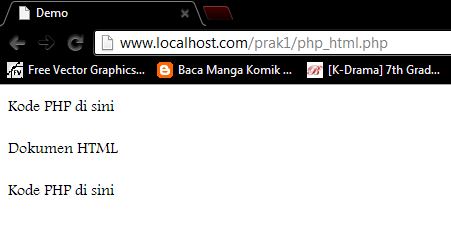 Demo
www.localhost.com/prak1/php_html.php
Free Vector Graphics... Baca Manga Komik ... [K-Drama] 7th Grad...
Kode PHP di sini
Dokumen HTML
Kode PHP di sini